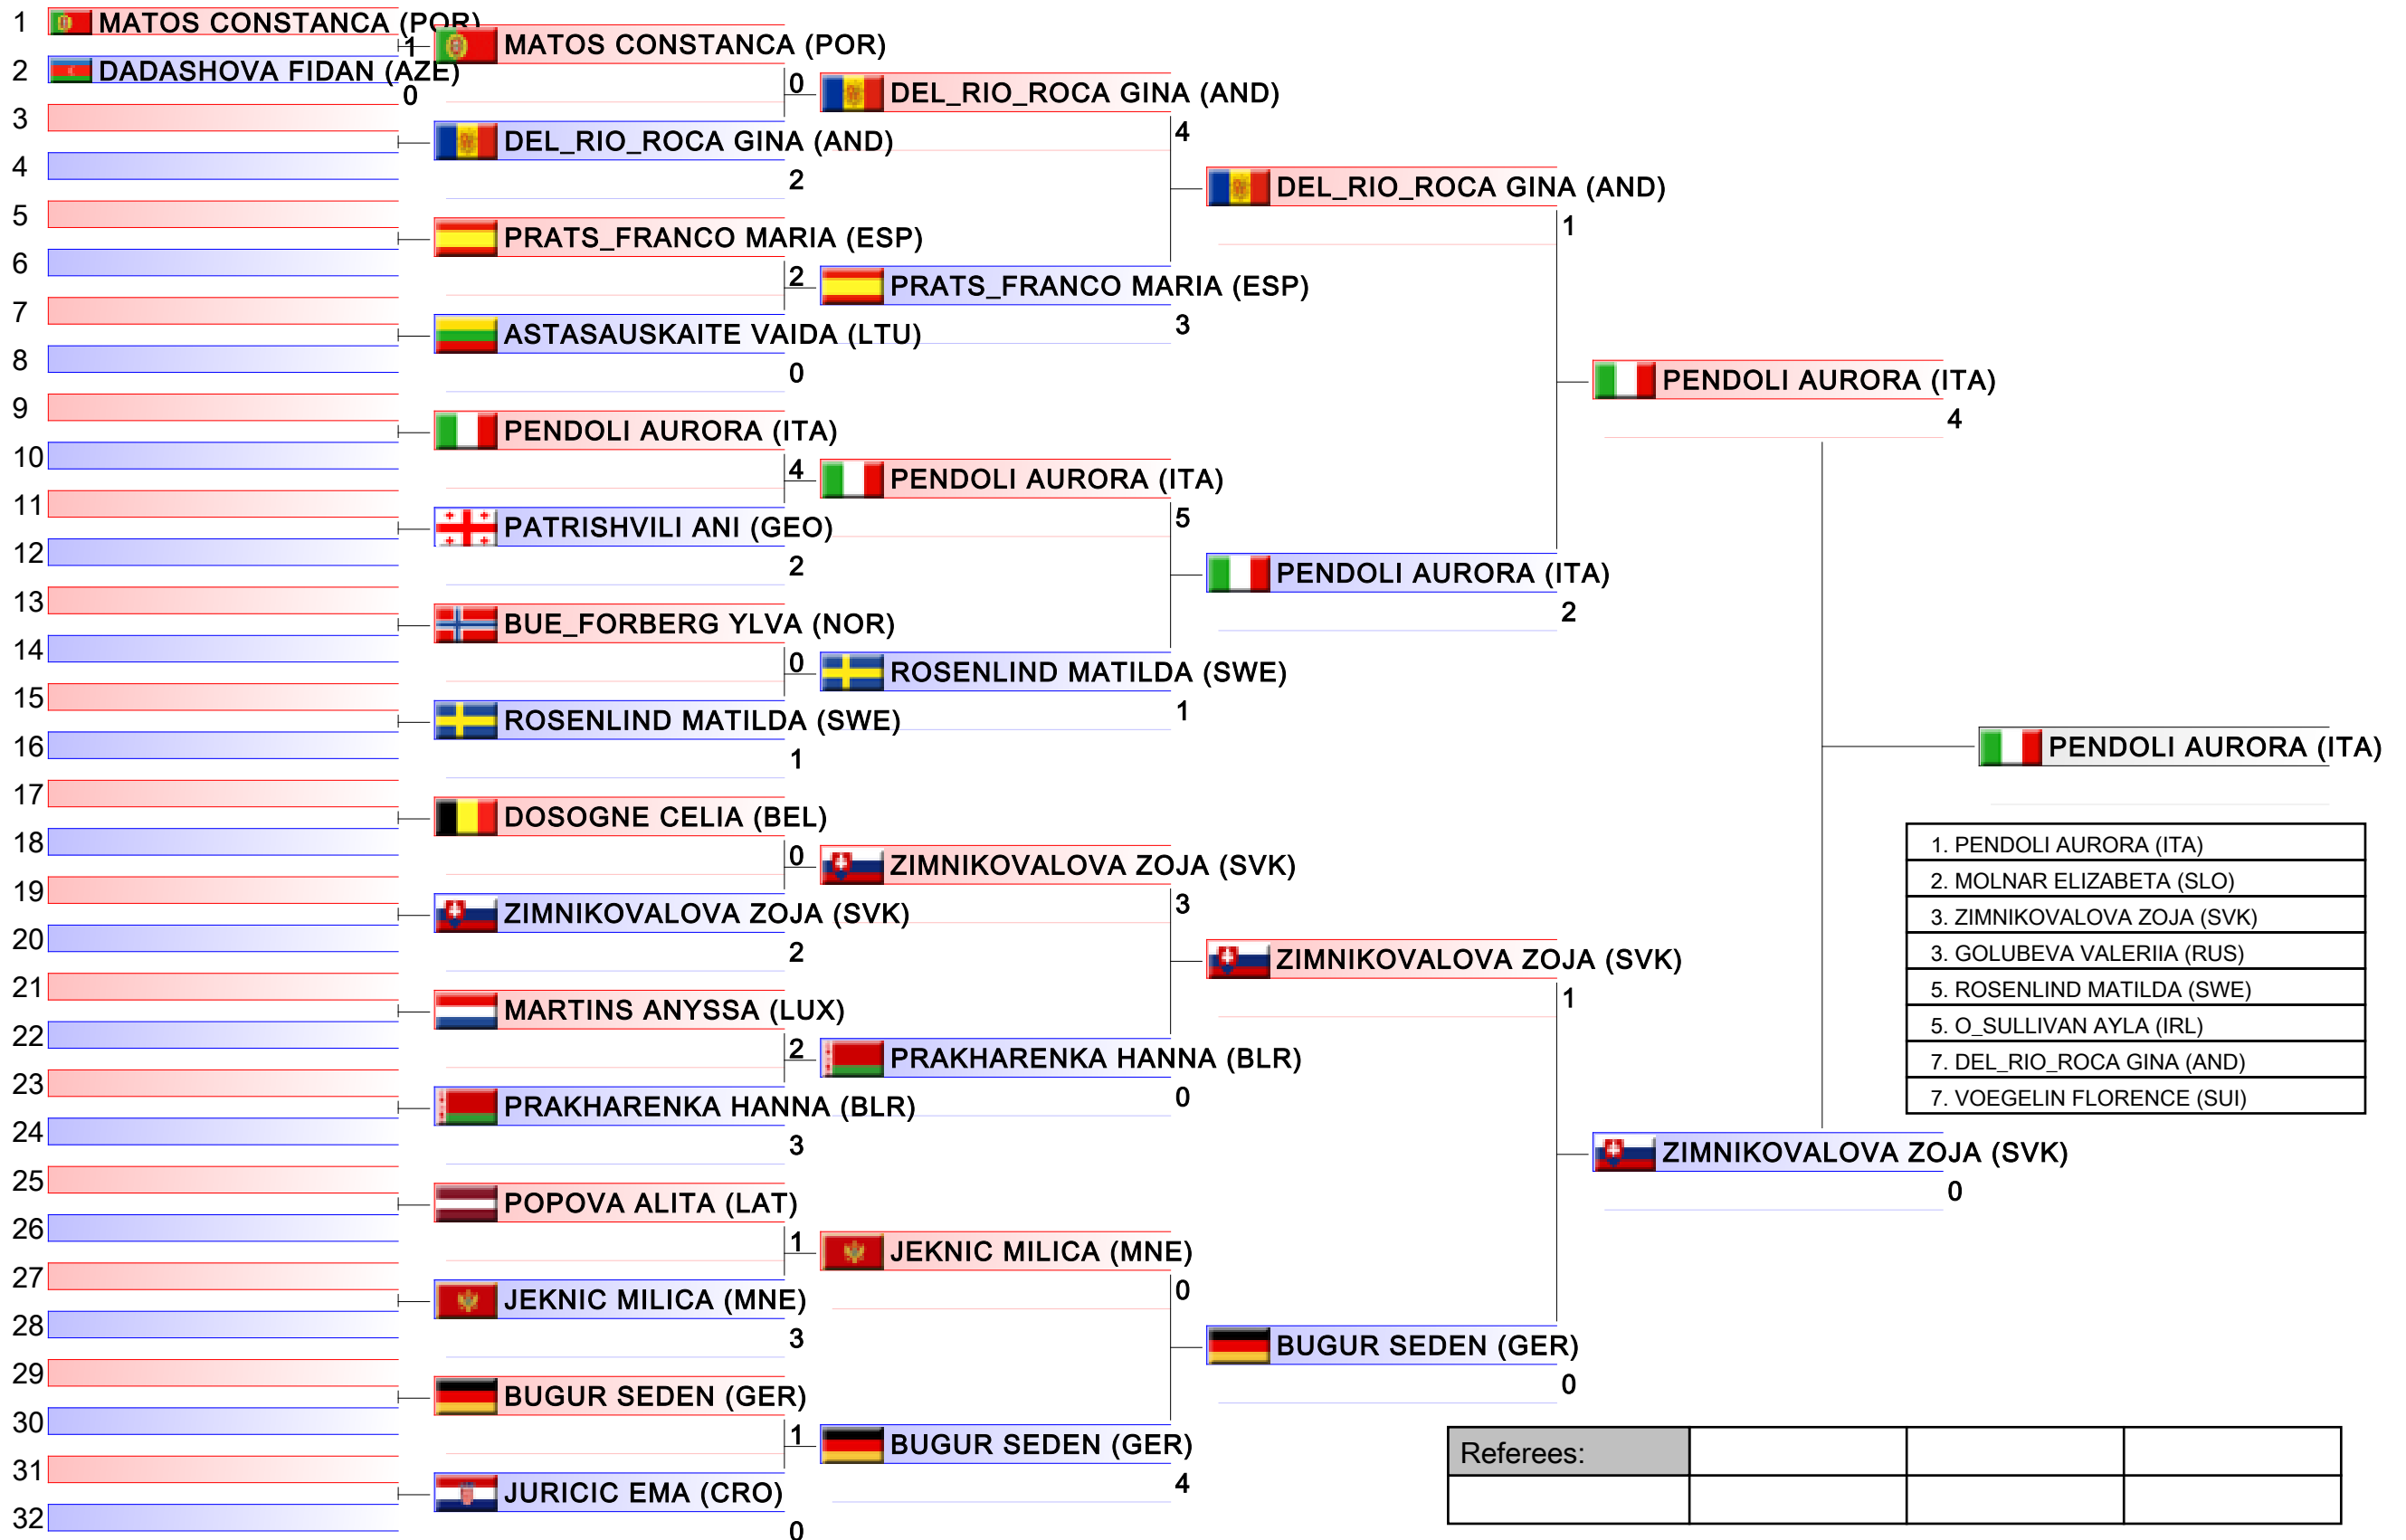 1 MATOS CONSTANCA (POR)
1
2 DADASHOVA FIDAN (AZE)
0
3
4
5
6
7
8
9
10
11
12
13
14
15
16
17
18
19
20
21
22
23
24
25
26
27
28
29
30
31
32
MATOS CONSTANCA (POR)
0
DEL_RIO_ROCA GINA (AND)
2
PRATS_FRANCO MARIA (ESP)
2
ASTASAUSKAITE VAIDA (LTU)
0
PENDOLI AURORA (ITA)
4
PATRISHVILI ANI (GEO)
2
BUE_FORBERG YLVA (NOR)
0
ROSENLIND MATILDA (SWE)
1
DOSOGNE CELIA (BEL)
0
ZIMNIKOVALOVA ZOJA (SVK)
2
MARTINS ANYSSA (LUX)
2
PRAKHARENKA HANNA (BLR)
3
POPOVA ALITA (LAT)
1
JEKNIC MILICA (MNE)
3
BUGUR SEDEN (GER)
1
JURICIC EMA (CRO)
0
DEL_RIO_ROCA GINA (AND)
4
PRATS_FRANCO MARIA (ESP)
3
PENDOLI AURORA (ITA)
5
ROSENLIND MATILDA (SWE)
1
ZIMNIKOVALOVA ZOJA (SVK)
3
PRAKHARENKA HANNA (BLR)
0
JEKNIC MILICA (MNE)
0
BUGUR SEDEN (GER)
4
DEL_RIO_ROCA GINA (AND)
1
PENDOLI AURORA (ITA)
2
ZIMNIKOVALOVA ZOJA (SVK)
1
BUGUR SEDEN (GER)
0
PENDOLI AURORA (ITA)
4
ZIMNIKOVALOVA ZOJA (SVK)
0
PENDOLI AURORA (ITA)
1. PENDOLI AURORA (ITA)
2. MOLNAR ELIZABETA (SLO)
3. ZIMNIKOVALOVA ZOJA (SVK)
3. GOLUBEVA VALERIIA (RUS)
5. ROSENLIND MATILDA (SWE)
5. O_SULLIVAN AYLA (IRL)
7. DEL_RIO_ROCA GINA (AND)
7. VOEGELIN FLORENCE (SUI)
Referees: